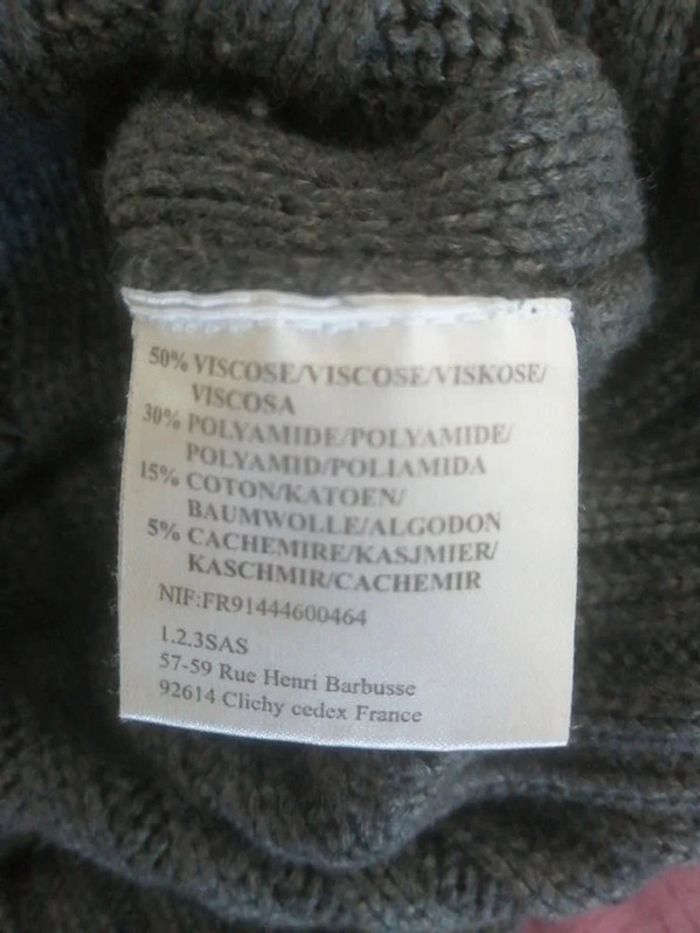 50% VISCOSE/VISCOSE/VISKOSE/
VISCOSA
30% POLYAMIDE/POLYAMIDE/
POLYAMID/POLIAMIDA
15% COTON/KATOEN/
BAUMWOLLE/ALGODON
5% CACHEMIRE/KASJMIER/
KASCHMIR/CACHEMIR
NIF:FR91444600464
1.2.3SAS
57-59 Rue Henri Barbusse
92614 Clichy cedex France